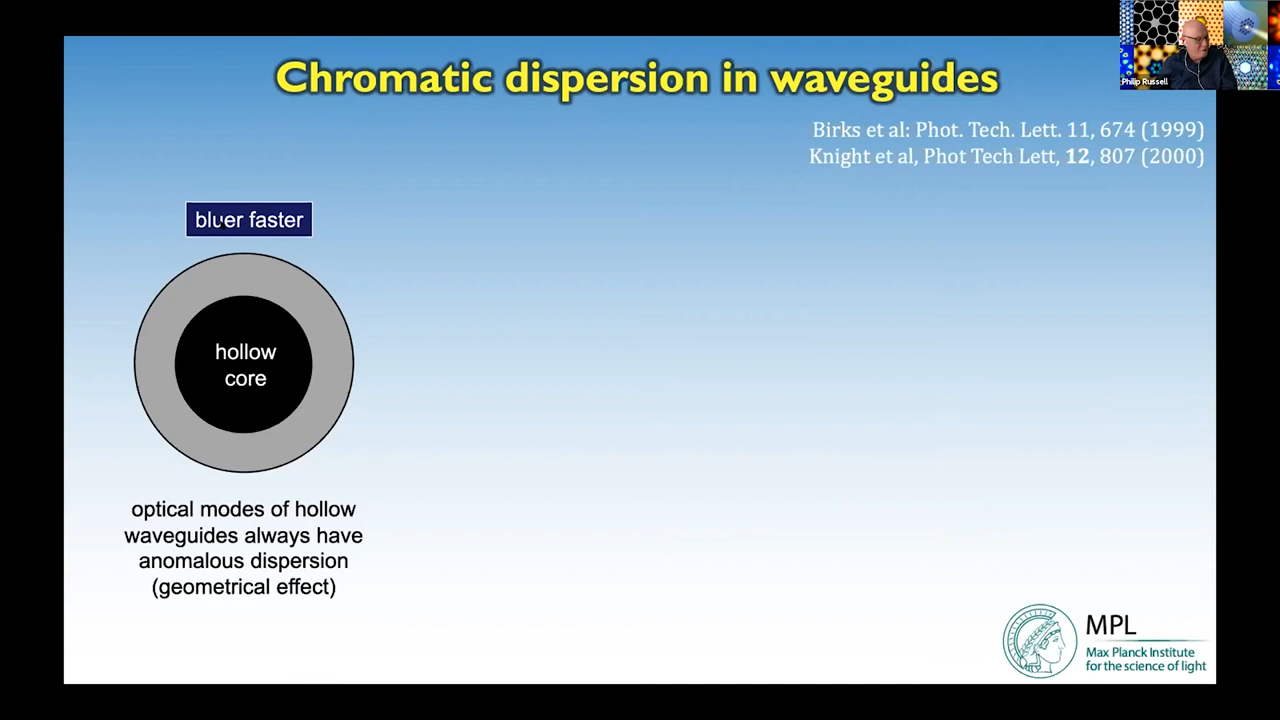 Chromatic dispersion in waveguides
Philip Russell
Birks et al: Phot. Tech. Lett. 11, 674 (1999)
Knight et al, Phot Tech Lett, 12, 807 (2000)
bluer faster
hollow
core
optical modes of hollow
waveguides always have
anomalous dispersion
(geometrical effect)
MPL
Max Planck Institute
for the science of light